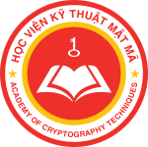 HỌC VIỆN KỸ THUẬT MẬT MÃ
ACADEMY OF CRYPTOGRAPHY TECHNIQUES